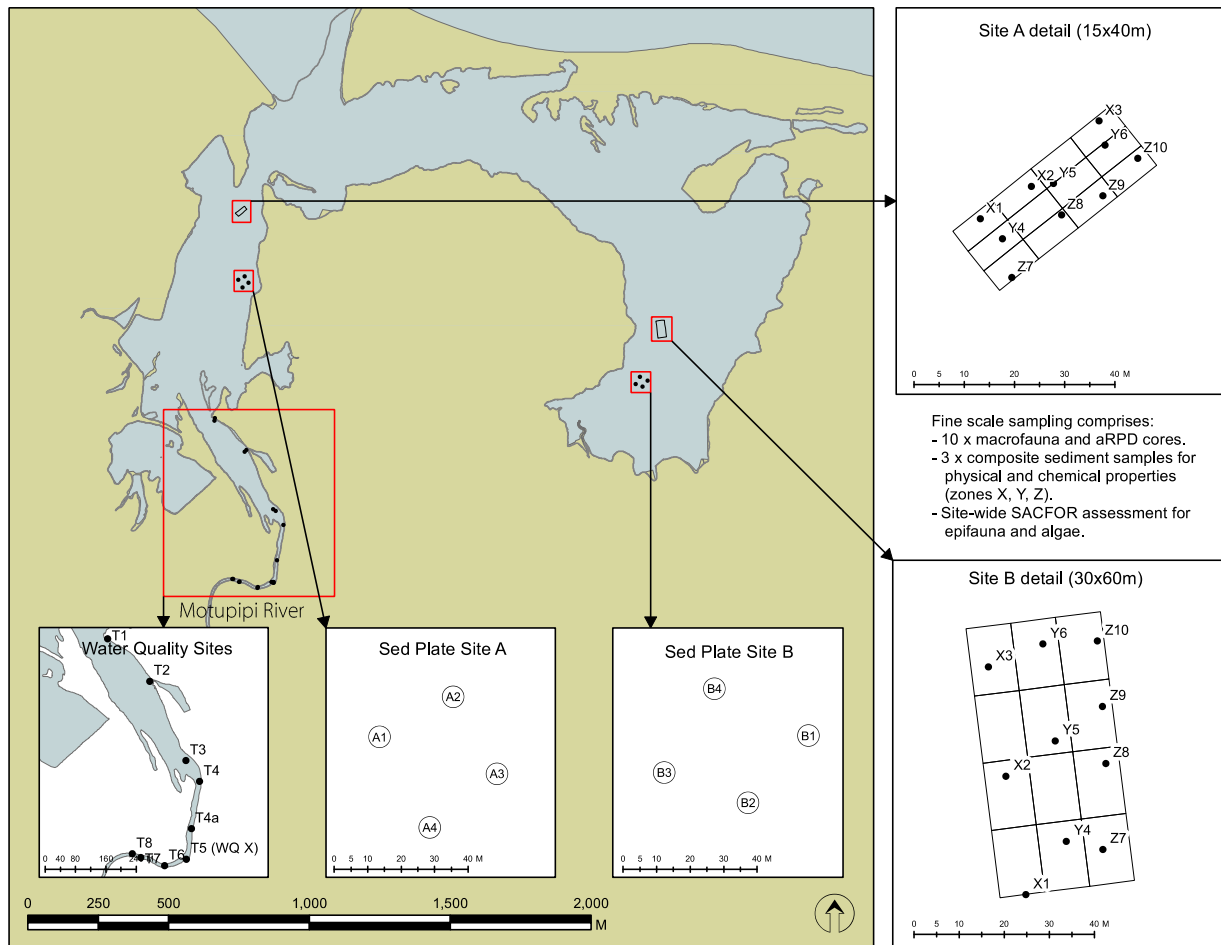 Site A detail (15x40m)
X3
Y6
Z10
X2
Y5
Z9
X1
Z8
Y4
Z7
0 5 10 20 30 40 M
Fine scale sampling comprises:
- 10 x macrofauna and aRPD cores.
- 3 x composite sediment samples for
physical and chemical properties
(zones X, Y, Z).
- Site-wide SACFOR assessment for
epifauna and algae.
Site B detail (30x60m)
Y6
Z10
X3
Z9
Y5
Z8
X2
Y4
Z7
X1
0 5 10 20 30 40 M
Motupipi River
Water Quality Sites
T1
T2
T3
T4
T4a
T5 (WQ X)
T6
T7
T8
0 40 80 160 240
Sed Plate Site A
A2
A1
A3
A4
0 5 10 20 30 40 M
Sed Plate Site B
B4
B1
B3
B2
0 5 10 20 30 40 M
0 250 500 1,000 1,500 2,000
M